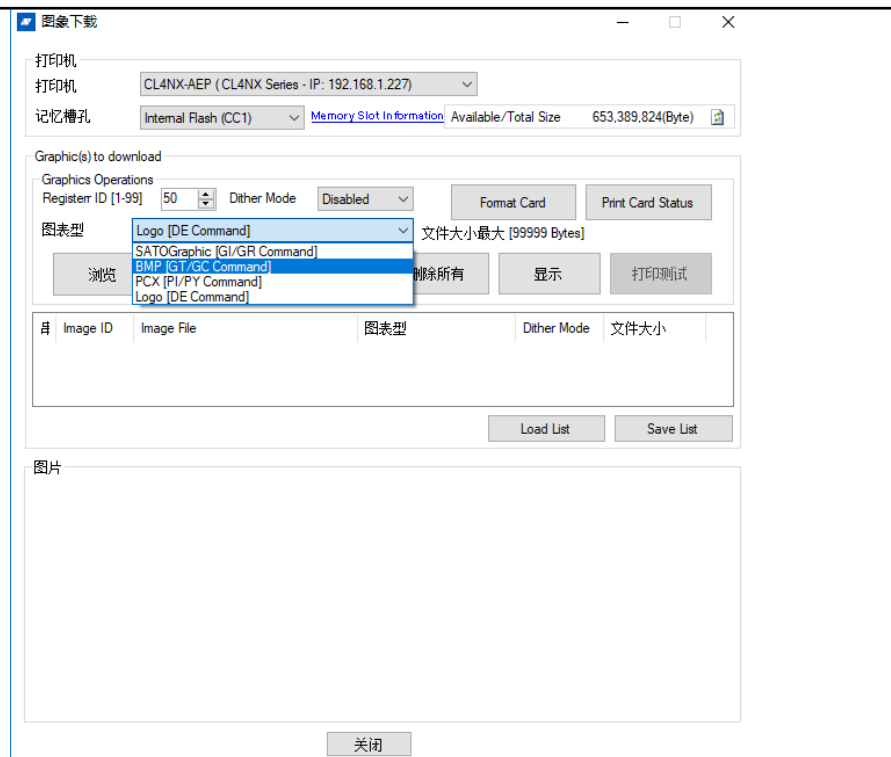 图象下载
打印机
打印机 CL4NX-AEP (CL4NX Series - IP: 192.168.1.227)
记忆槽孔 Internal Flash (CC1) Memory Slot Information Available/Total Size 653,389,824(Byte)
Graphic(s) to download
Graphics Operations
Registerr ID [1-99] 50 Dither Mode Disabled Format Card Print Card Status
图表型 Logo [DE Command] 文件大小最大 [99999 Bytes]
SATOGraphic [GI/GR Command]
BMP [GT/GC Command]
PCX [PI/PY Command]
Logo [DE Command]
浏览 删除所有 显示 打印测试
Image ID Image File 图表型 Dither Mode 文件大小
Load List Save List
图片
关闭